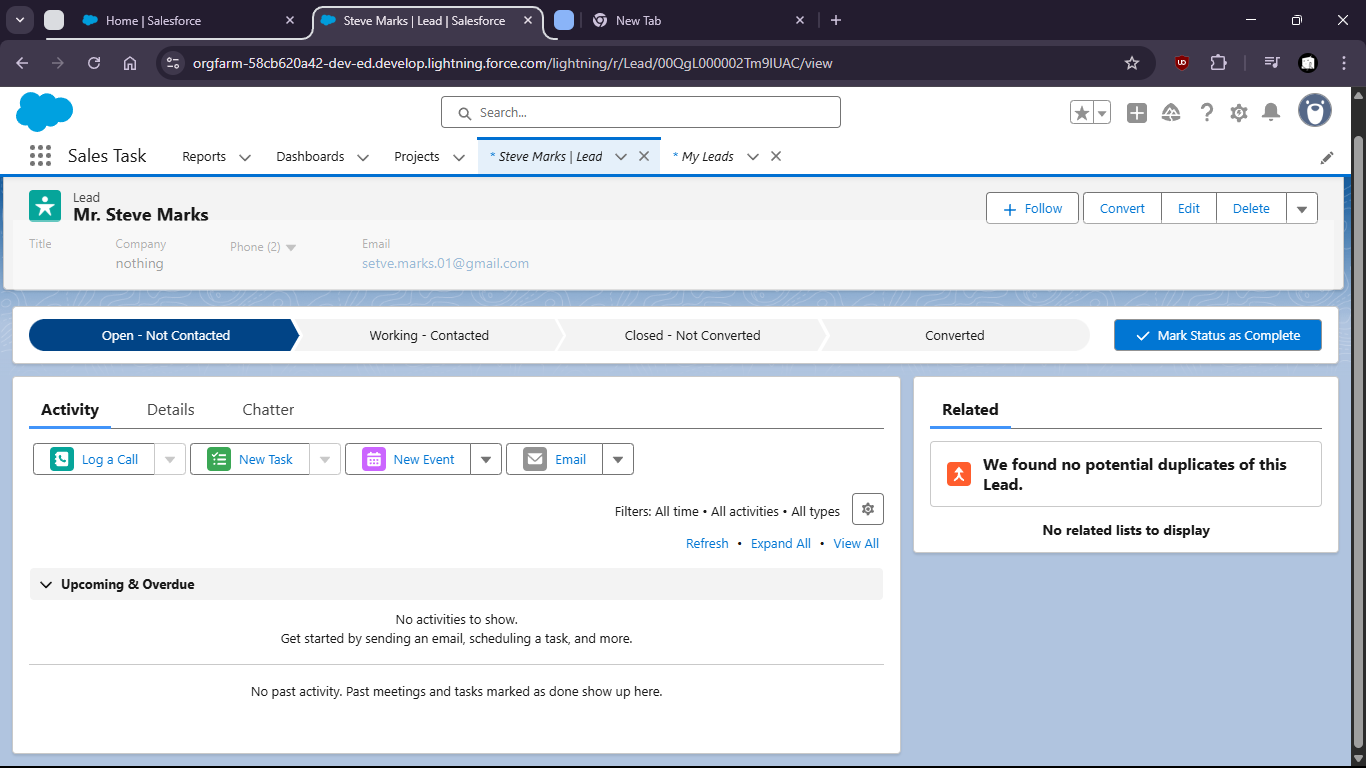 Home | Salesforce
Steve Marks | Lead | Salesforce
New Tab
orgfarm-58cb620a42-dev-ed.develop.lightning.force.com/lightning/r/Lead/00QgL000002Tm9IUAC/view
Search...
Sales Task
Reports
Dashboards
Projects
* Steve Marks | Lead
* My Leads
Lead
Mr. Steve Marks
Follow
Convert
Edit
Delete
Title
Company
Phone (2)
Email
nothing
setve.marks.01@gmail.com
Open - Not Contacted
Working - Contacted
Closed - Not Converted
Converted
Mark Status as Complete
Activity
Details
Chatter
Related
Log a Call
New Task
New Event
Email
We found no potential duplicates of this
Lead.
No related lists to display
Filters: All time • All activities • All types
Refresh • Expand All • View All
Upcoming & Overdue
No activities to show.
Get started by sending an email, scheduling a task, and more.
No past activity. Past meetings and tasks marked as done show up here.